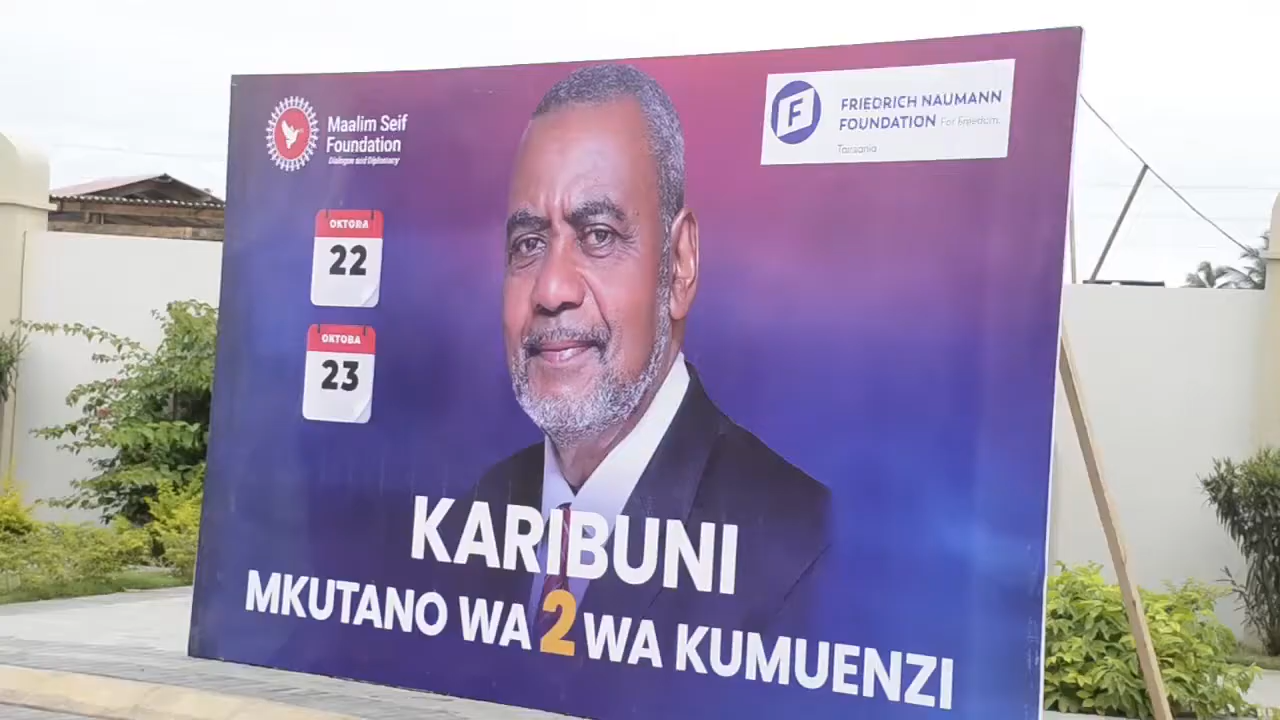 Maalim Seif
Foundation
Dialogue and Diplomacy
FRIEDRICH NAUMANN
FOUNDATION For Freedom.
Tansania
OKTOBA
22
OKTOBA
23
KARIBUNI
MKUTANO WA 2 WA KUMUENZI